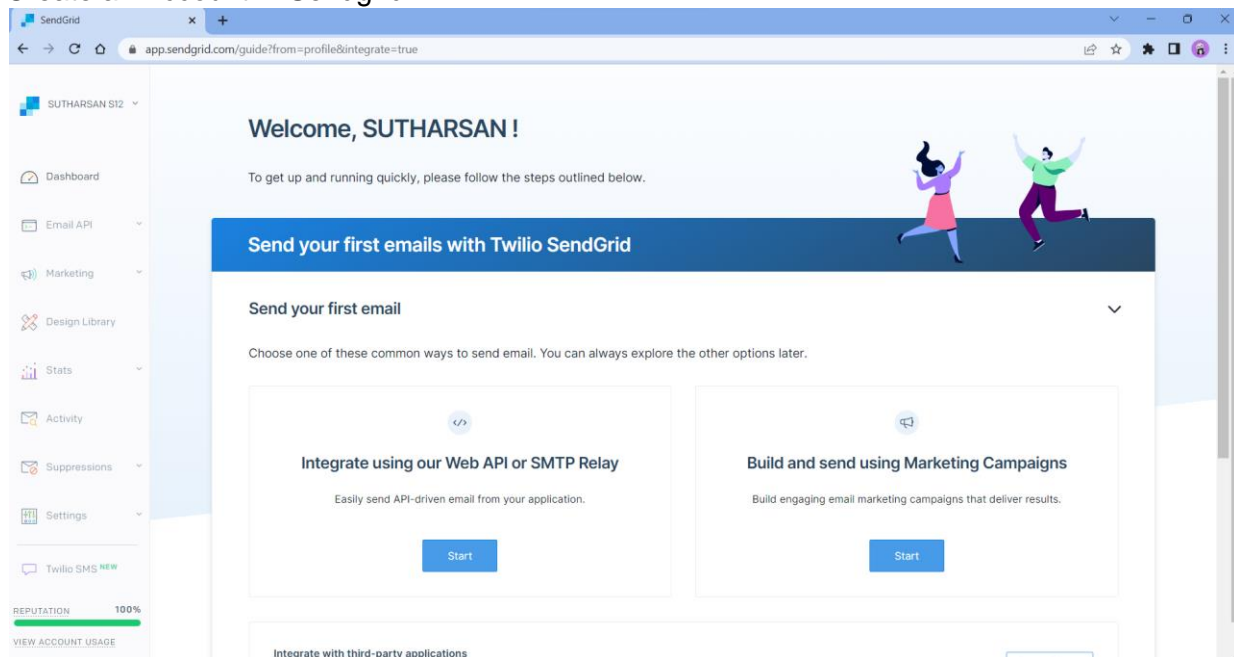 SendGrid
app.sendgrid.com/guide?from=profile&integrate=true
SUTHARSAN S12
Dashboard
Email API
Marketing
Design Library
Stats
Activity
Suppressions
Settings
Twilio SMS NEW
REPUTATION 100%
VIEW ACCOUNT USAGE
Welcome, SUTHARSAN !
To get up and running quickly, please follow the steps outlined below.
Send your first emails with Twilio SendGrid
Send your first email
Choose one of these common ways to send email. You can always explore the other options later.
Integrate using our Web API or SMTP Relay
Easily send API-driven email from your application.
Start
Build and send using Marketing Campaigns
Build engaging email marketing campaigns that deliver results.
Start
Integrate with third-party applications